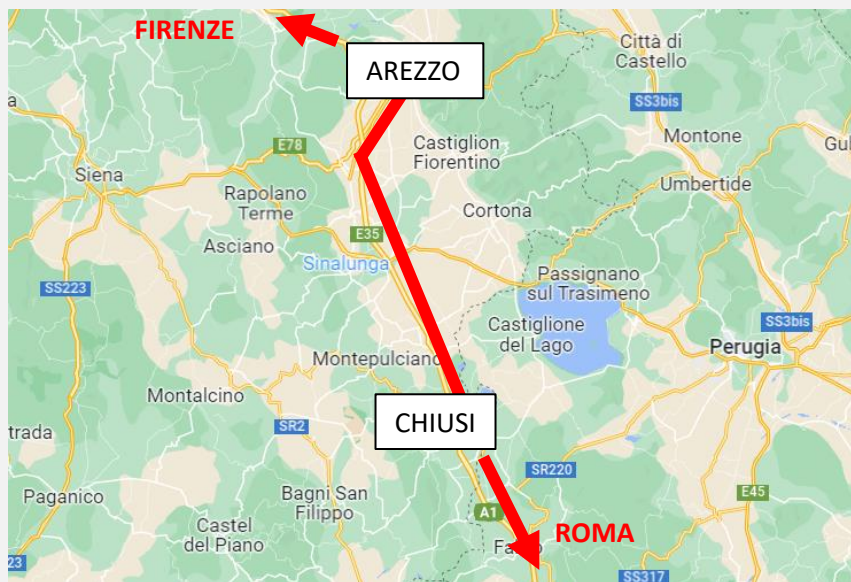 FIRENZE
AREZZO
Città di
Castello
SS3bis
E78
Castiglion
Fiorentino
Montone
Siena
Rapolano
Terme
Umbertide
Cortona
Asciano
E35
Sinalunga
SS223
Passignano
sul Trasimeno
SS3bis
Castiglione
del Lago
Perugia
Montepulciano
Montalcino
CHIUSI
trada
SR2
SR220
Paganico
Bagni San
Filippo
E45
A1
Castel
del Piano
ROMA
23
SS317